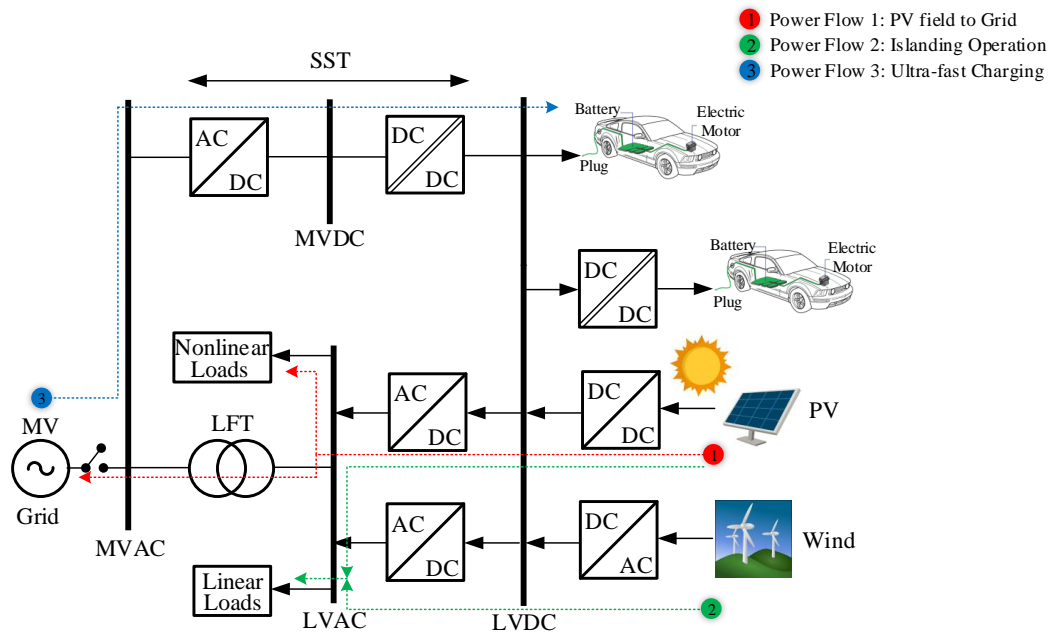 1 Power Flow 1: PV field to Grid
2 Power Flow 2: Islanding Operation
3 Power Flow 3: Ultra-fast Charging
SST
Battery
Electric
Motor
AC
DC
DC
DC
Plug
MVDC
Battery
Electric
Motor
DC
DC
Plug
Nonlinear
Loads
3
MV
LFT
AC
DC
DC
DC
PV
1
Grid
MVAC
AC
DC
DC
AC
Wind
Linear
Loads
LVAC
LVDC
2